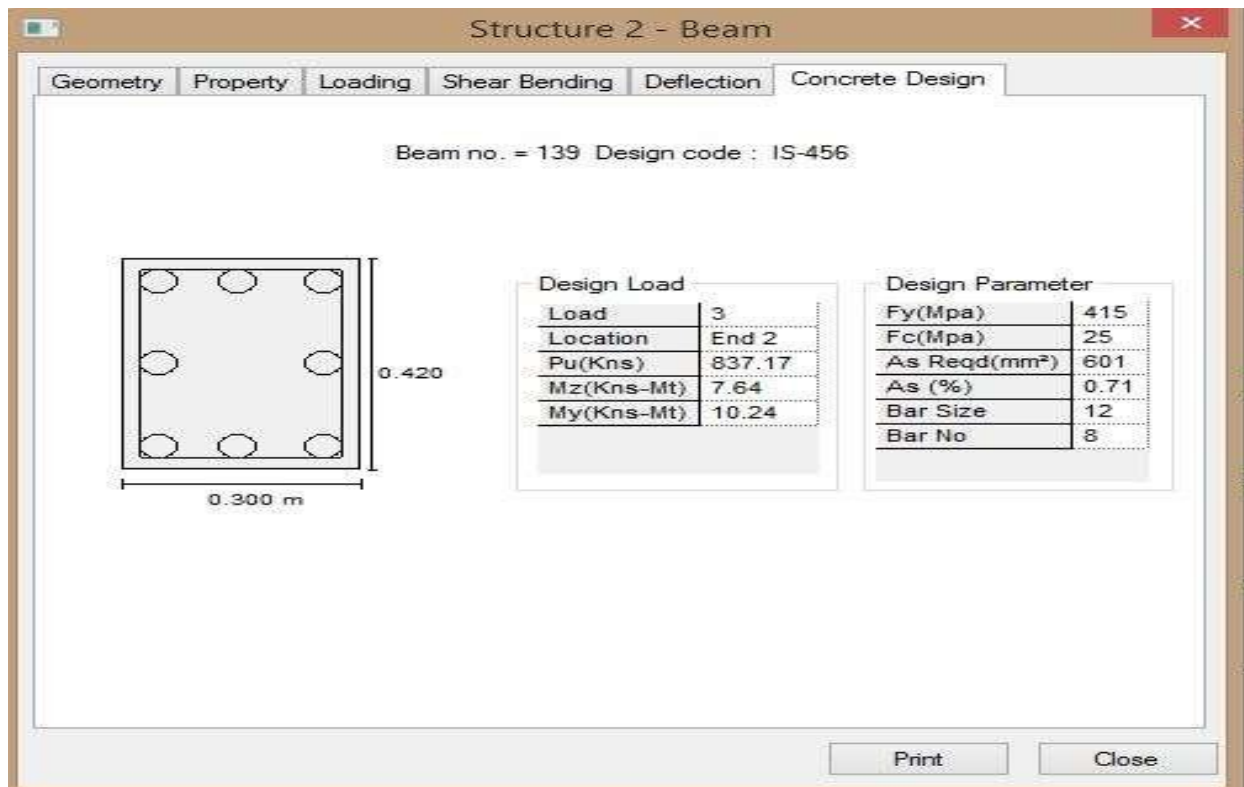 Structure 2 - Beam
Geometry Property Loading Shear Bending Deflection Concrete Design
Beam no. = 139 Design code : IS-456
0.420
0.300 m
Design Load
Load 3
Location End 2
Pu(Kns) 837.17
Mz(Kns-Mt) 7.64
My(Kns-Mt) 10.24
Design Parameter
Fy(Mpa) 415
Fc(Mpa) 25
As Reqd(mm²) 601
As (%) 0.71
Bar Size 12
Bar No 8
Print Close